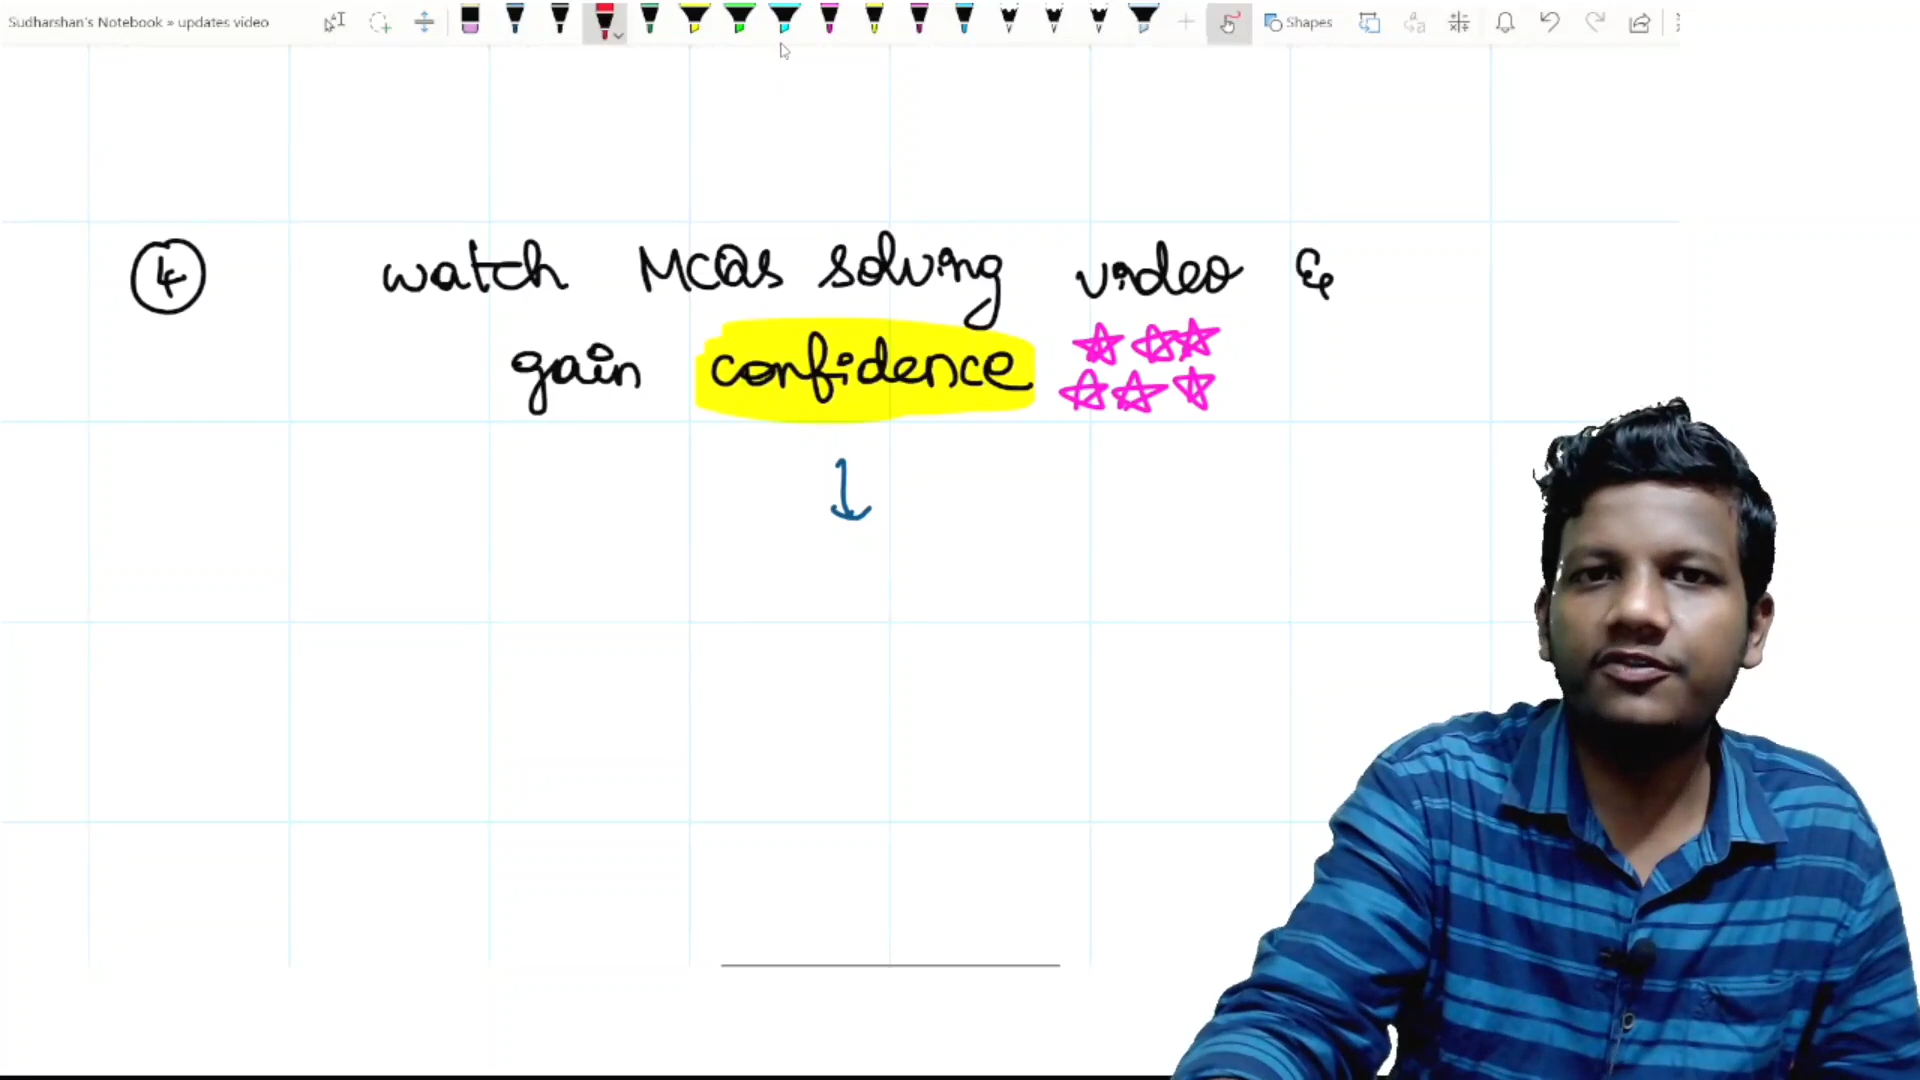 Sudharshan's Notebook » updates video
Shapes
④ watch MCQs solving video &
gain confidence